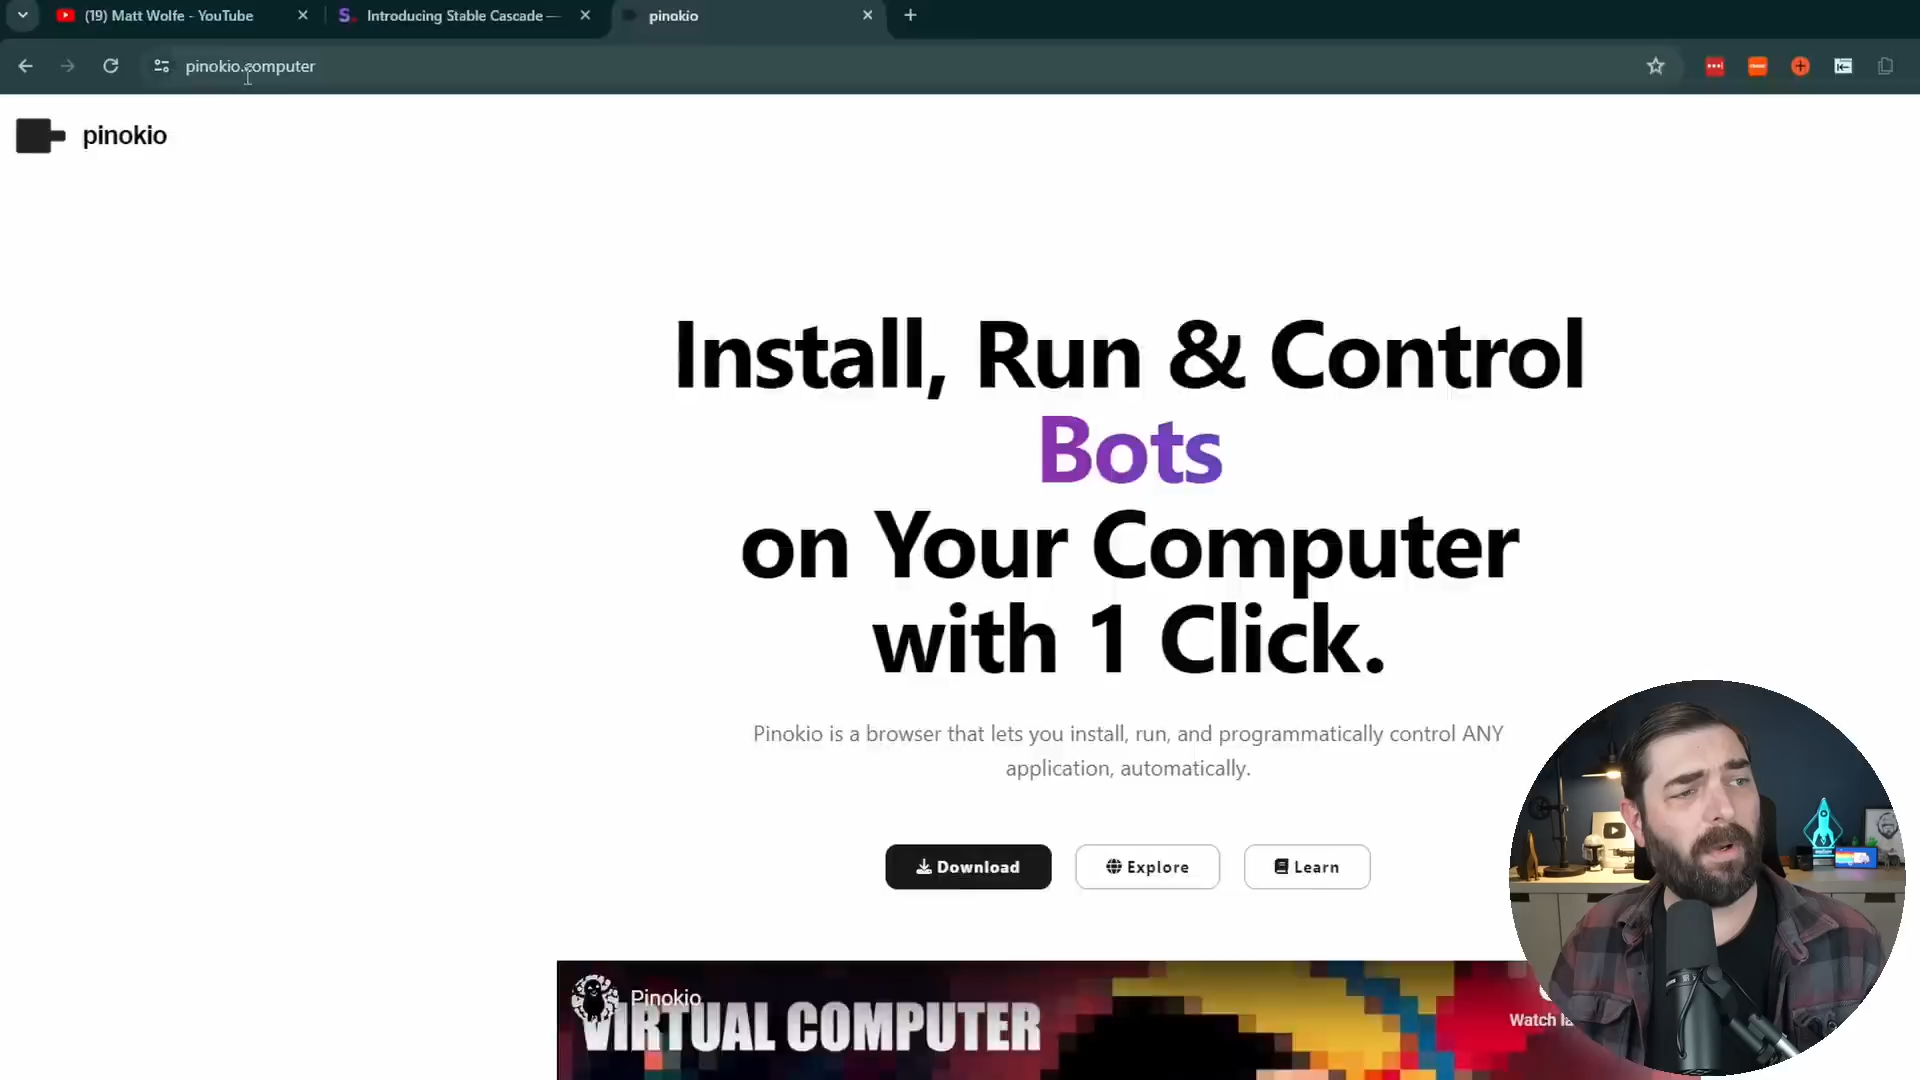 (19) Matt Wolfe - YouTube
Introducing Stable Cascade —
pinokio
pinokio.computer
pinokio
Install, Run & Control
Bots
on Your Computer
with 1 Click.
Pinokio is a browser that lets you install, run, and programmatically control ANY
application, automatically.
Download
Explore
Learn
Pinokio
VIRTUAL COMPUTER
Watch la